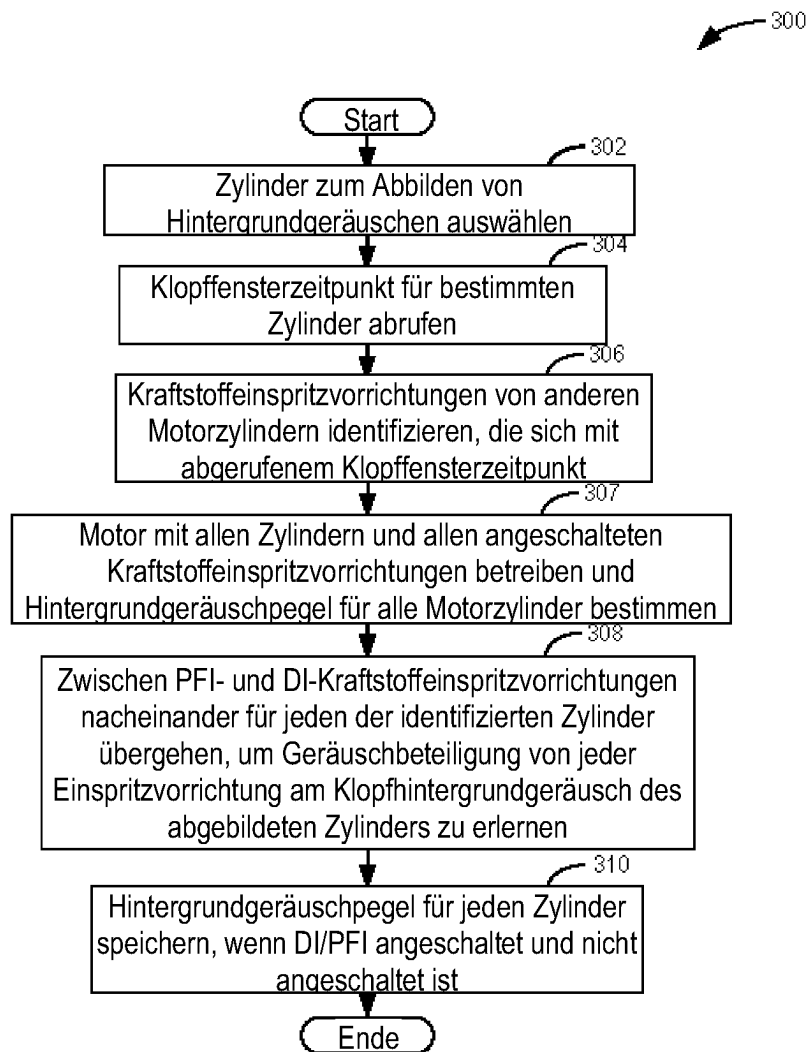 300
Start
302
Zylinder zum Abbilden von
Hintergrundgeräuschen auswählen
304
Klopffensterzeitpunkt für bestimmten
Zylinder abrufen
306
Kraftstoffeinspritzvorrichtungen von anderen
Motorzylindern identifizieren, die sich mit
abgerufenem Klopffensterzeitpunkt
307
Motor mit allen Zylindern und allen angeschalteten
Kraftstoffeinspritzvorrichtungen betreiben und
Hintergrundgeräuschpegel für alle Motorzylinder bestimmen
308
Zwischen PFI- und DI-Kraftstoffeinspritzvorrichtungen
nacheinander für jeden der identifizierten Zylinder
übergehen, um Geräuschbeteiligung von jeder
Einspritzvorrichtung am Klopfhintergrundgeräusch des
abgebildeten Zylinders zu erlernen
310
Hintergrundgeräuschpegel für jeden Zylinder
speichern, wenn DI/PFI angeschaltet und nicht
angeschaltet ist
Ende